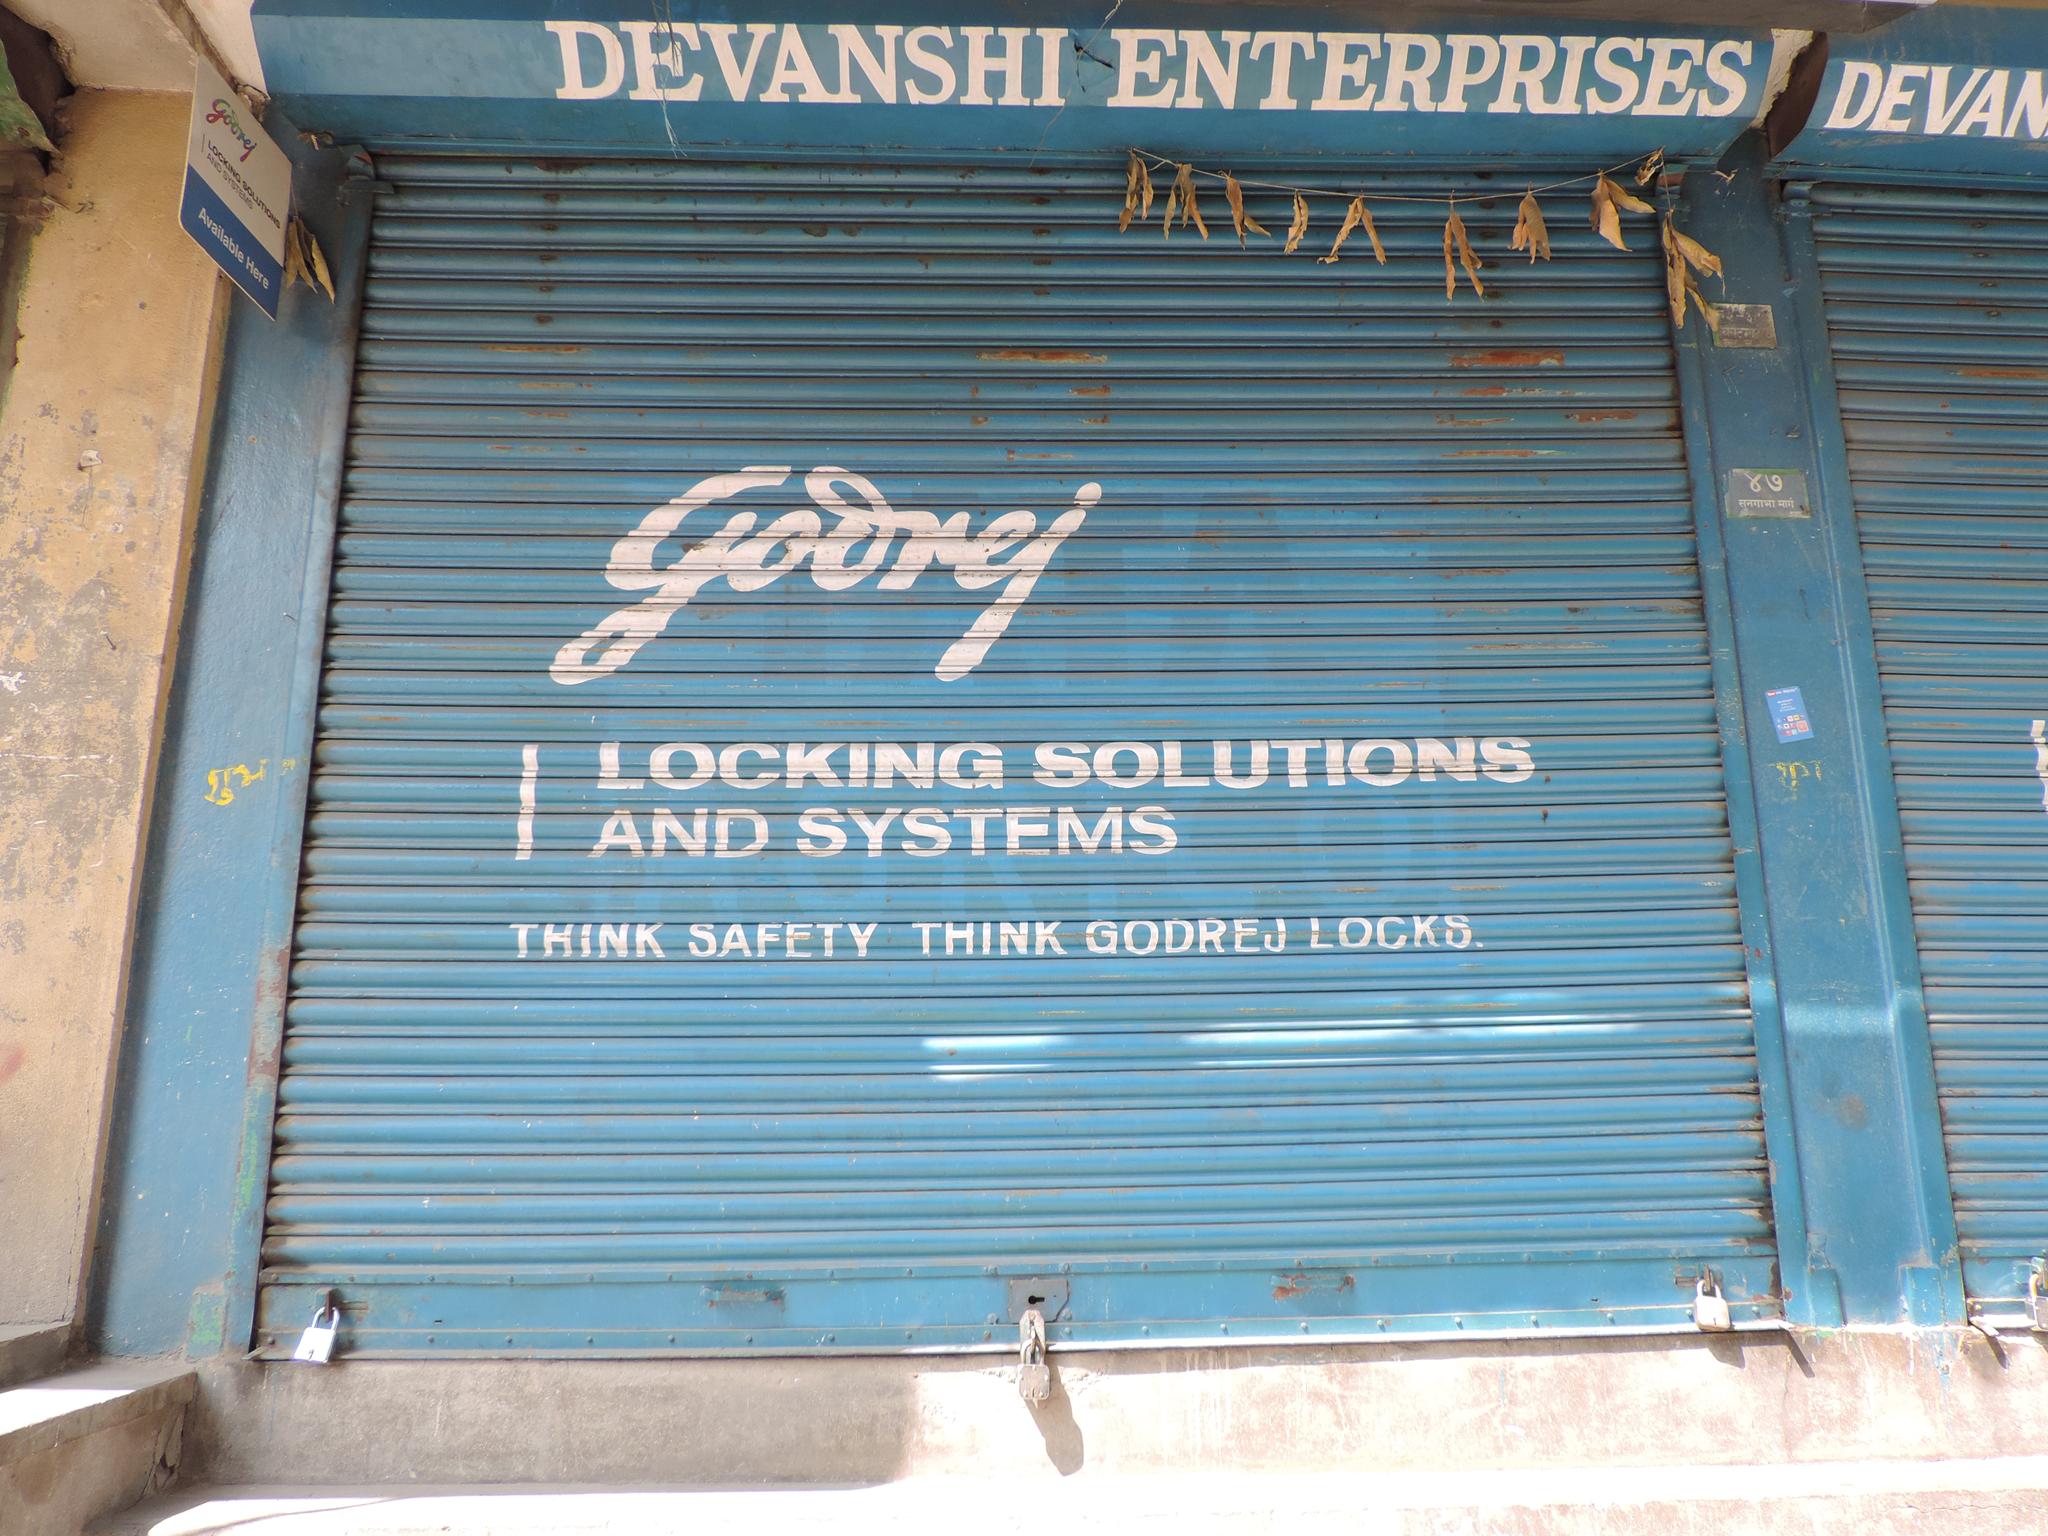 DEVANSHI ENTERPRISES
DEVAN
Godrej
LOCKING SOLUTIONS
AND SYSTEMS
Available Here
Godrej
LOCKING SOLUTIONS
AND SYSTEMS
THINK SAFETY THINK GODREJ LOCKS.
४७
शुभ